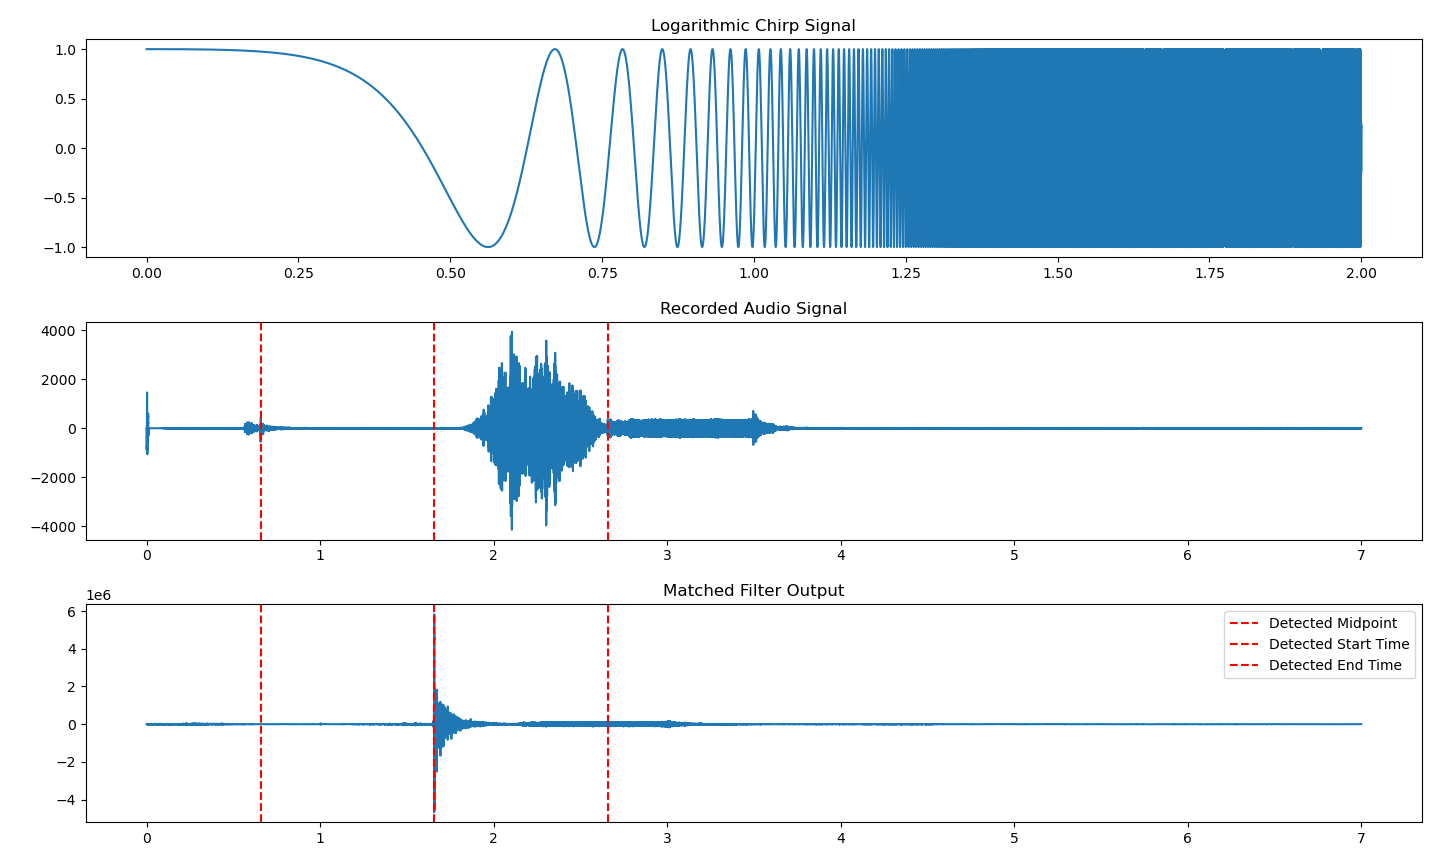 Logarithmic Chirp Signal
1.0
0.5
0.0
−0.5
−1.0
0.00 0.25 0.50 0.75 1.00 1.25 1.50 1.75 2.00
Recorded Audio Signal
4000
2000
0
−2000
−4000
0 1 2 3 4 5 6 7
Matched Filter Output
1e6
6
4
2
0
−2
−4
Detected Midpoint
Detected Start Time
Detected End Time
0 1 2 3 4 5 6 7